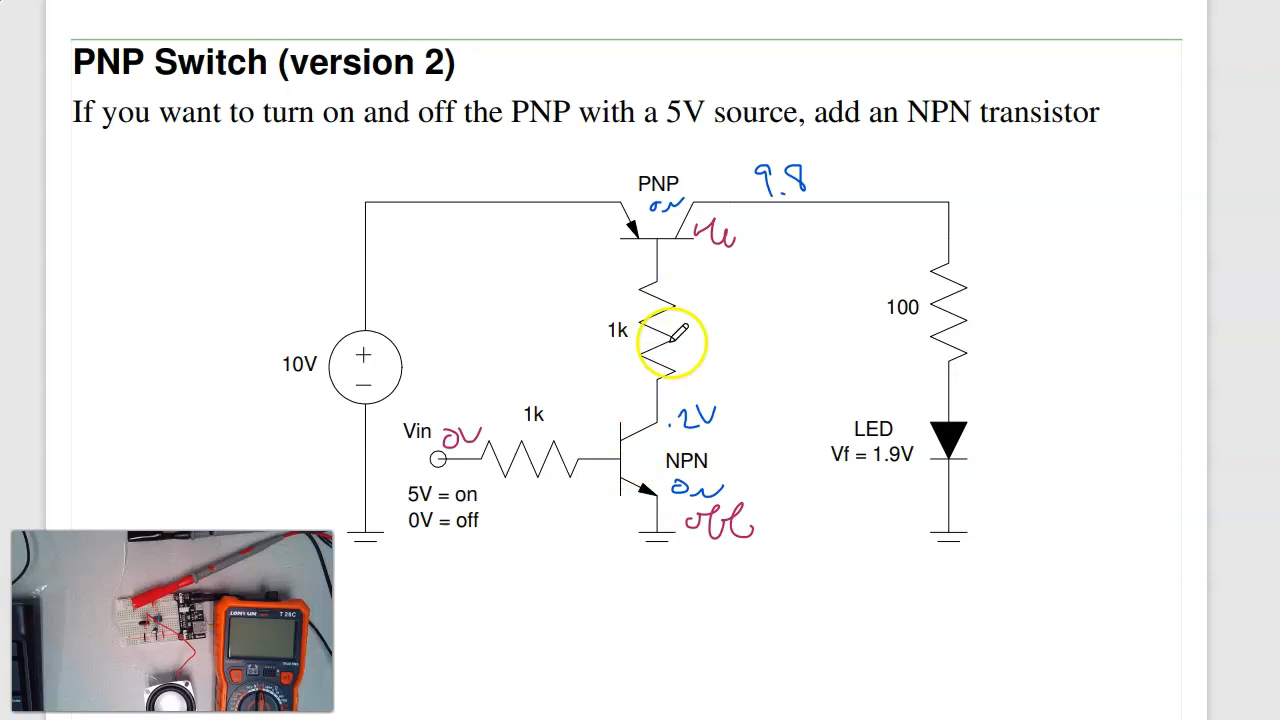 PNP Switch (version 2)
If you want to turn on and off the PNP with a 5V source, add an NPN transistor
PNP
9.8
on
100
1k
10V
1k
.2V
Vin
0V
LED
Vf = 1.9V
NPN
5V = on
on
0V = off
off
T 28C